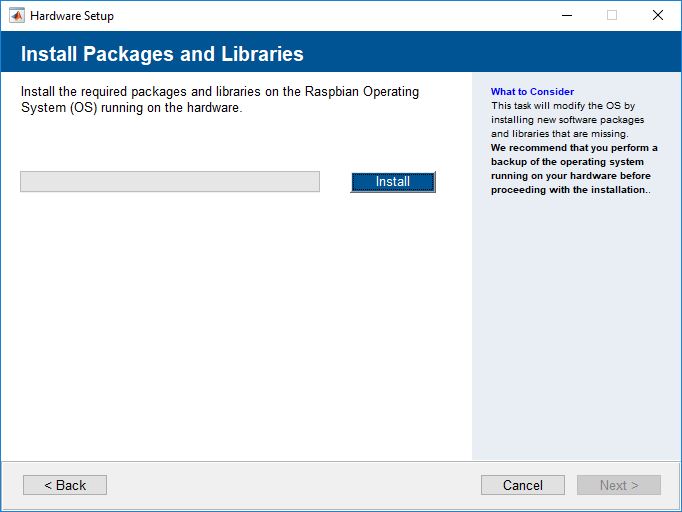 Hardware Setup
Install Packages and Libraries
Install the required packages and libraries on the Raspbian Operating
System (OS) running on the hardware.
Install
What to Consider
This task will modify the OS by
installing new software packages
and libraries that are missing.
We recommend that you perform a
backup of the operating system
running on your hardware before
proceeding with the installation..
< Back
Cancel
Next >